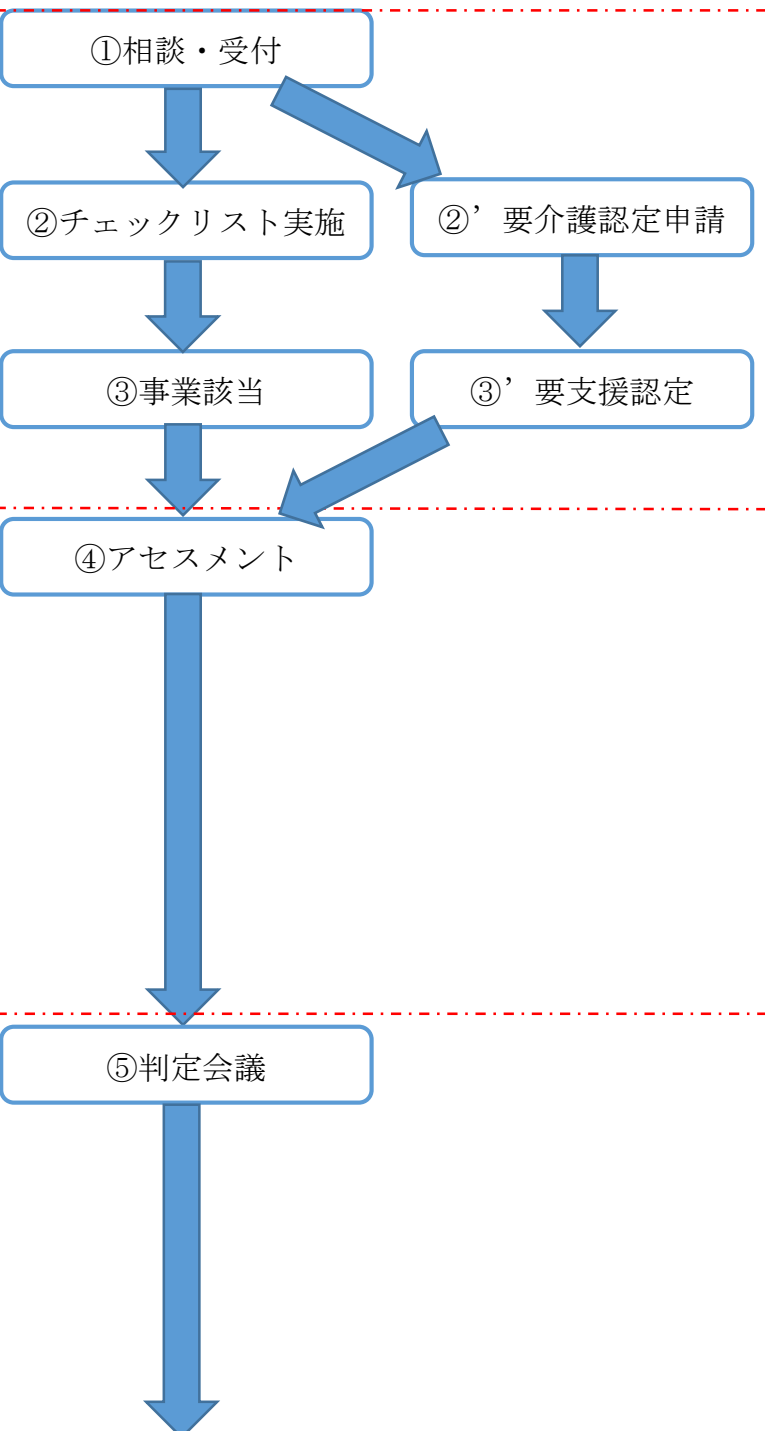 ①相談・受付
②チェックリスト実施
②’要介護認定申請
③事業該当
③’要支援認定
④アセスメント
⑤判定会議